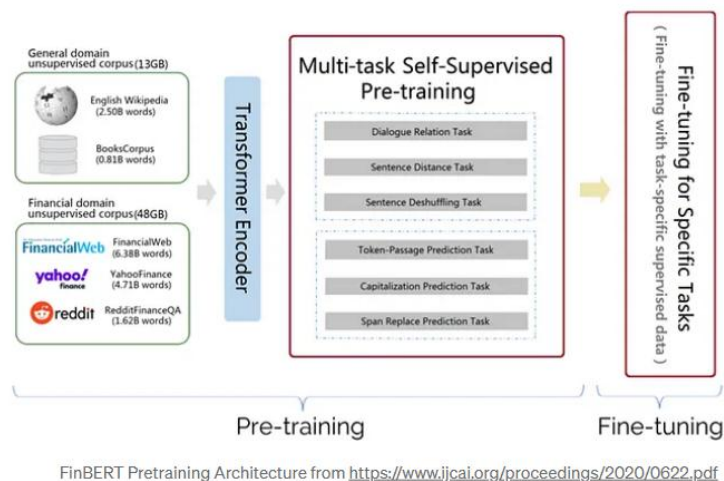 General domain
unsupervised corpus(13GB)
English Wikipedia
(2.50B words)
BooksCorpus
(0.81B words)
Financial domain
unsupervised corpus(48GB)
FinancialWeb
FinancialWeb
(6.38B words)
yahoo!
finance
YahooFinance
(4.71B words)
reddit
RedditFinanceQA
(1.62B words)
Transformer Encoder
Multi-task Self-Supervised
Pre-training
Dialogue Relation Task
Sentence Distance Task
Sentence Deshuffling Task
Token-Passage Prediction Task
Capitalization Prediction Task
Span Replace Prediction Task
Fine-tuning for Specific Tasks
( Fine-tuning with task-specific supervised data )
Pre-training
Fine-tuning
FinBERT Pretraining Architecture from https://www.ijcai.org/proceedings/2020/0622.pdf